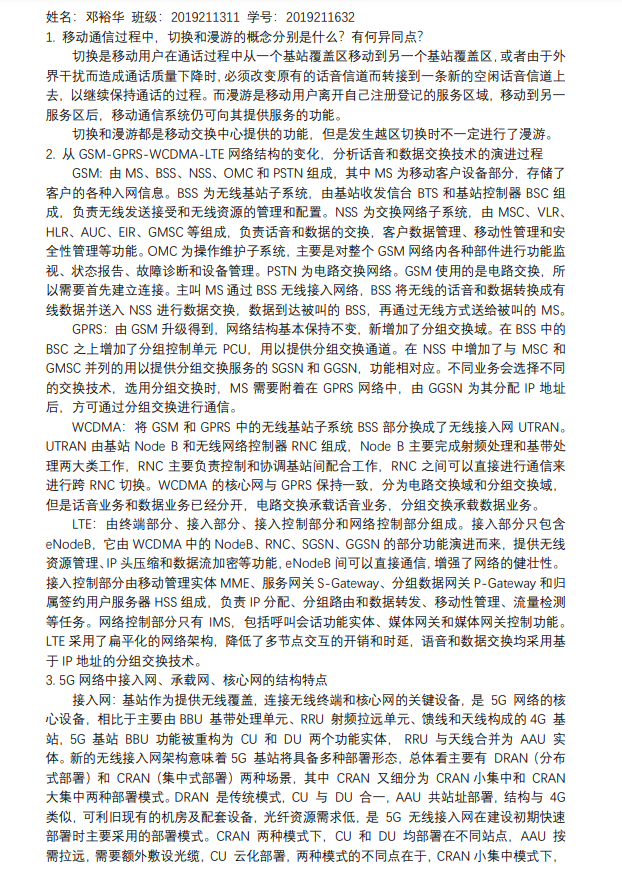 姓名：邓裕华 班级：2019211311 学号：2019211632
1. 移动通信过程中，切换和漫游的概念分别是什么？有何异同点？
切换是移动用户在通话过程中从一个基站覆盖区移动到另一个基站覆盖区，或者由于外
界干扰而造成通话质量下降时，必须改变原有的话音信道而转接到一条新的空闲话音信道上
去，以继续保持通话的过程。而漫游是移动用户离开自己注册登记的服务区域，移动到另一
服务区后，移动通信系统仍可向其提供服务的功能。
切换和漫游都是移动交换中心提供的功能，但是发生越区切换时不一定进行了漫游。
2. 从 GSM-GPRS-WCDMA-LTE 网络结构的变化，分析话音和数据交换技术的演进过程
GSM: 由 MS、BSS、NSS、OMC 和 PSTN 组成，其中 MS 为移动客户设备部分，存储了
客户的各种入网信息。BSS 为无线基站子系统，由基站收发信台 BTS 和基站控制器 BSC 组
成，负责无线发送接受和无线资源的管理和配置。NSS 为交换网络子系统，由 MSC、VLR、
HLR、AUC、EIR、GMSC 等组成，负责话音和数据的交换，客户数据管理、移动性管理和安
全性管理等功能。OMC 为操作维护子系统，主要是对整个 GSM 网络内各种部件进行功能监
视、状态报告、故障诊断和设备管理。PSTN 为电路交换网络。GSM 使用的是电路交换，所
以需要首先建立连接。主叫 MS 通过 BSS 无线接入网络，BSS 将无线的话音和数据转换成有
线数据并送入 NSS 进行数据交换，数据到达被叫的 BSS，再通过无线方式送给被叫的 MS。
GPRS：由 GSM 升级得到，网络结构基本保持不变，新增加了分组交换域。在 BSS 中的
BSC 之上增加了分组控制单元 PCU，用以提供分组交换通道。在 NSS 中增加了与 MSC 和
GMSC 并列的用以提供分组交换服务的 SGSN 和 GGSN，功能相对应。不同业务会选择不同
的交换技术，选用分组交换时，MS 需要附着在 GPRS 网络中，由 GGSN 为其分配 IP 地址
后，方可通过分组交换进行通信。
WCDMA：将 GSM 和 GPRS 中的无线基站子系统 BSS 部分换成了无线接入网 UTRAN。
UTRAN 由基站 Node B 和无线网络控制器 RNC 组成，Node B 主要完成射频处理和基带处
理两大类工作，RNC 主要负责控制和协调基站间配合工作，RNC 之间可以直接进行通信来
进行跨 RNC 切换。WCDMA 的核心网与 GPRS 保持一致，分为电路交换域和分组交换域，
但是话音业务和数据业务已经分开，电路交换承载话音业务，分组交换承载数据业务。
LTE：由终端部分、接入部分、接入控制部分和网络控制部分组成。接入部分只包含
eNodeB，它由 WCDMA 中的 NodeB、RNC、SGSN、GGSN 的部分功能演进而来，提供无线
资源管理、IP 头压缩和数据流加密等功能，eNodeB 间可以直接通信，增强了网络的健壮性。
接入控制部分由移动管理实体 MME、服务网关 S-Gateway、分组数据网关 P-Gateway 和归
属签约用户服务器 HSS 组成，负责 IP 分配、分组路由和数据转发、移动性管理、流量检测
等任务。网络控制部分只有 IMS，包括呼叫会话功能实体、媒体网关和媒体网关控制功能。
LTE 采用了扁平化的网络架构，降低了多节点交互的开销和时延，语音和数据交换均采用基
于 IP 地址的分组交换技术。
3. 5G 网络中接入网、承载网、核心网的结构特点
接入网：基站作为提供无线覆盖，连接无线终端和核心网的关键设备，是 5G 网络的核
心设备，相比于主要由 BBU 基带处理单元、RRU 射频拉远单元、馈线和天线构成的 4G 基
站，5G 基站 BBU 功能被重构为 CU 和 DU 两个功能实体， RRU 与天线合并为 AAU 实
体。新的无线接入网架构意味着 5G 基站将具备多种部署形态，总体看主要有 DRAN（分布
式部署）和 CRAN（集中式部署）两种场景，其中 CRAN 又细分为 CRAN 小集中和 CRAN
大集中两种部署模式。DRAN 是传统模式，CU 与 DU 合一，AAU 共站址部署，结构与 4G
类似，可利旧现有的机房及配套设备，光纤资源需求低，是 5G 无线接入网在建设初期快速
部署时主要采用的部署模式。CRAN 两种模式下，CU 和 DU 均部署在不同站点，AAU 按
需拉远，需要额外敷设光缆，CU 云化部署，两种模式的不同点在于，CRAN 小集中模式下，